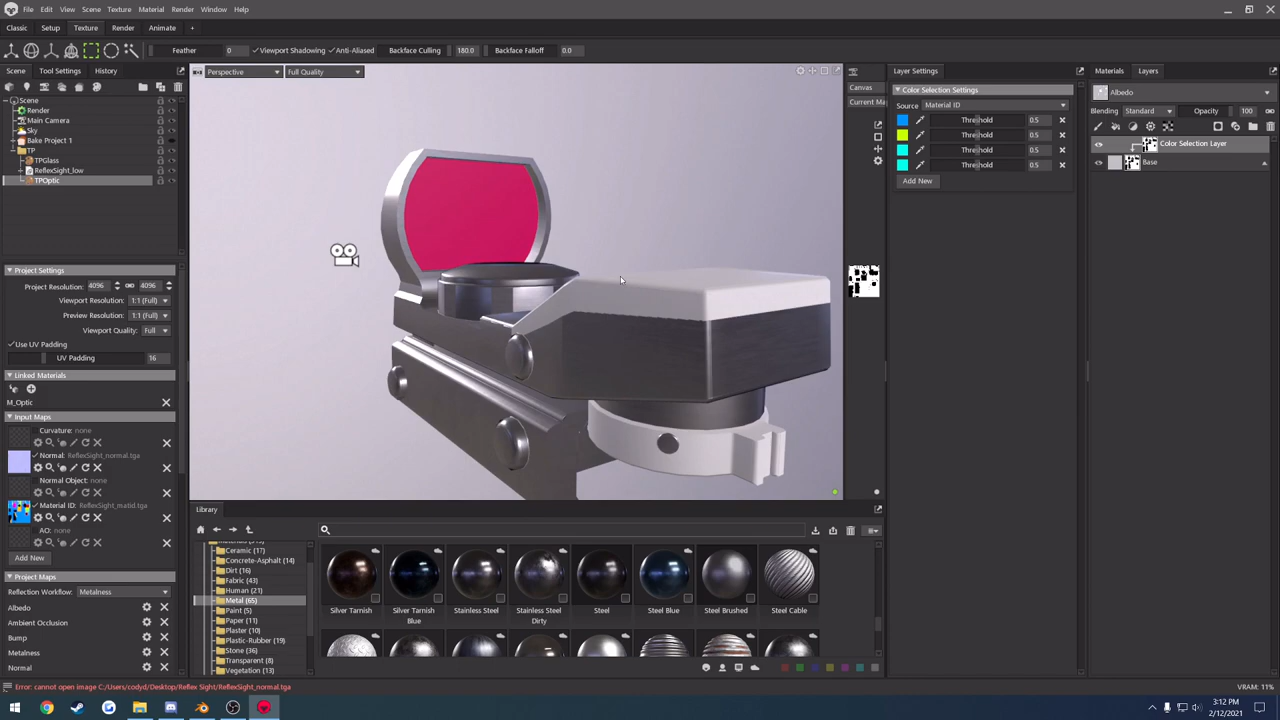 File Edit View Scene Texture Material Render Window Help
Classic Setup Texture Render Animate +
Feather 0 Viewport Shadowing Anti-Aliased Backface Culling 180.0 Backface Falloff 0.0
Scene Tool Settings History
Perspective Full Quality
Canvas
Current Ma
Scene
Render
Main Camera
Sky
Bake Project 1
TP
TPGlass
ReflexSight_low
TPOptic
Project Settings
Project Resolution: 4096 4096
Viewport Resolution: 1:1 (Full)
Preview Resolution: 1:1 (Full)
Viewport Quality: Full
Use UV Padding
UV Padding 16
Linked Materials
M_Optic
Input Maps
Curvature: none
Normal: ReflexSight_normal.tga
Normal Object: none
Material ID: ReflexSight_matid.tga
AO: none
Add New
Project Maps
Reflection Workflow: Metalness
Albedo
Ambient Occlusion
Bump
Metalness
Normal
Layer Settings
Color Selection Settings
Source Material ID
Threshold 0.5
Threshold 0.5
Threshold 0.5
Threshold 0.5
Add New
Materials Layers
Albedo
Blending Standard Opacity 100
Color Selection Layer
Base
Library
Ceramic (17)
Concrete-Asphalt (14)
Dirt (16)
Fabric (43)
Human (21)
Metal (65)
Paint (5)
Paper (11)
Plaster (10)
Plastic-Rubber (19)
Stone (36)
Transparent (8)
Vegetation (13)
Silver Tarnish
Silver Tarnish Blue
Stainless Steel
Stainless Steel Dirty
Steel
Steel Blue
Steel Brushed
Steel Cable
Error: cannot open image C:/Users/codyd/Desktop/Reflex Sight/ReflexSight_normal.tga
VRAM: 11%
3:12 PM
2/12/2021